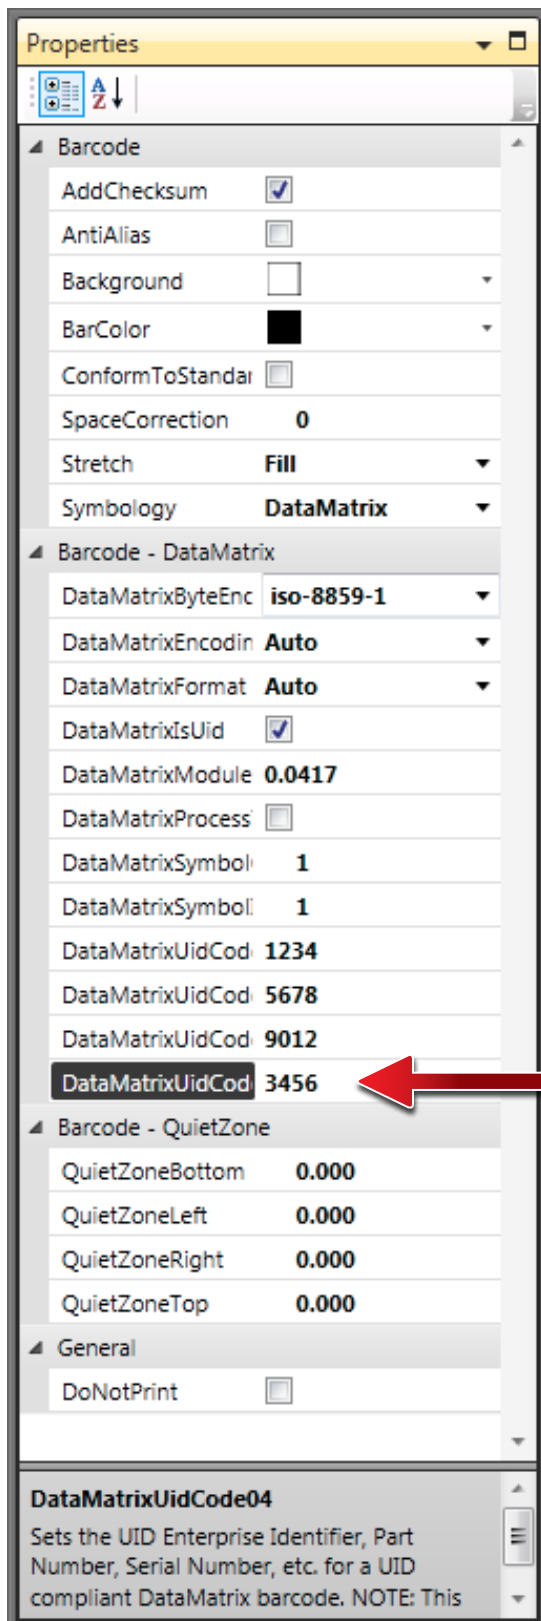 Properties
A
Z
Barcode
AddChecksum
AntiAlias
Background
BarColor
ConformToStandar
SpaceCorrection 0
Stretch Fill
Symbology DataMatrix
Barcode - DataMatrix
DataMatrixByteEnc iso-8859-1
DataMatrixEncodin Auto
DataMatrixFormat Auto
DataMatrixIsUid
DataMatrixModule 0.0417
DataMatrixProcess
DataMatrixSymbol 1
DataMatrixSymbol 1
DataMatrixUidCod 1234
DataMatrixUidCod 5678
DataMatrixUidCod 9012
DataMatrixUidCod 3456
Barcode - QuietZone
QuietZoneBottom 0.000
QuietZoneLeft 0.000
QuietZoneRight 0.000
QuietZoneTop 0.000
General
DoNotPrint
DataMatrixUidCode04
Sets the UID Enterprise Identifier, Part
Number, Serial Number, etc. for a UID
compliant DataMatrix barcode. NOTE: This